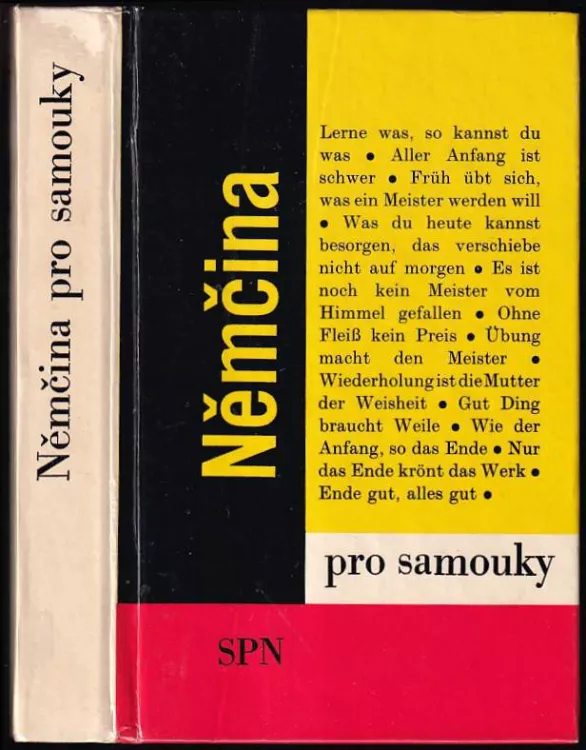 Němčina pro samouky
Němčina
Lerne was, so kannst du
was • Aller Anfang ist
schwer • Früh übt sich,
was ein Meister werden will
• Was du heute kannst
besorgen, das verschiebe
nicht auf morgen • Es ist
noch kein Meister vom
Himmel gefallen • Ohne
Fleiß kein Preis • Übung
macht den Meister •
Wiederholung ist die Mutter
der Weisheit • Gut Ding
braucht Weile • Wie der
Anfang, so das Ende • Nur
das Ende krönt das Werk •
Ende gut, alles gut •
pro samouky
SPN